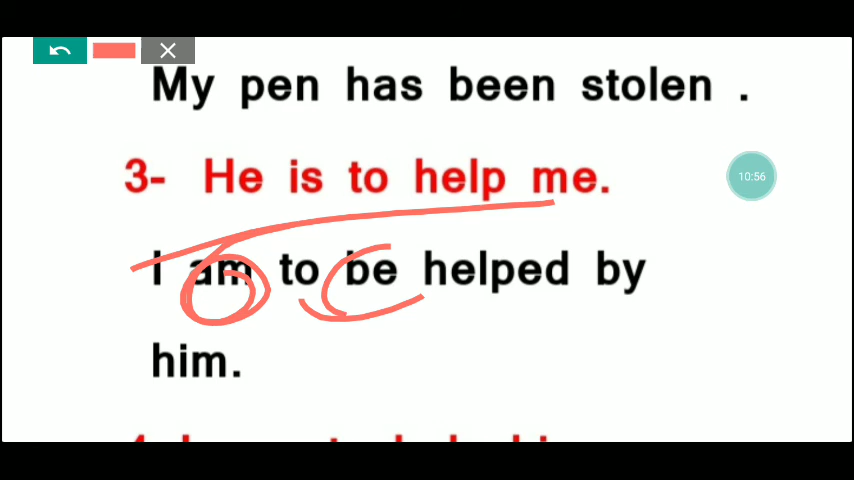 My pen has been stolen .
3- He is to help me.
10:56
I am to be helped by
him.